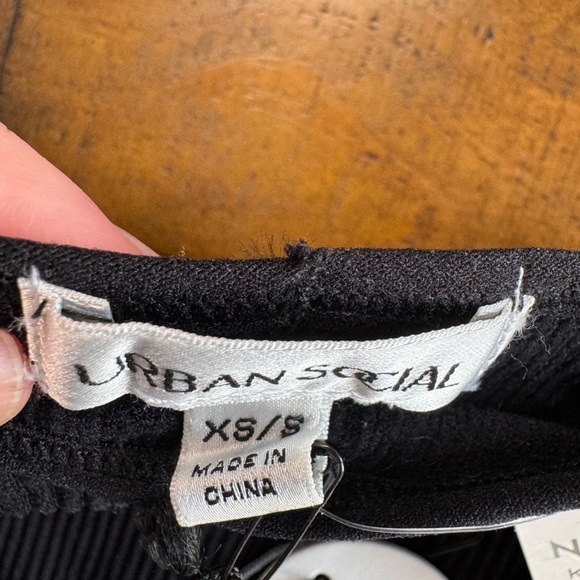 URBAN SOCIAL
XS/S
MADE IN
CHINA
N